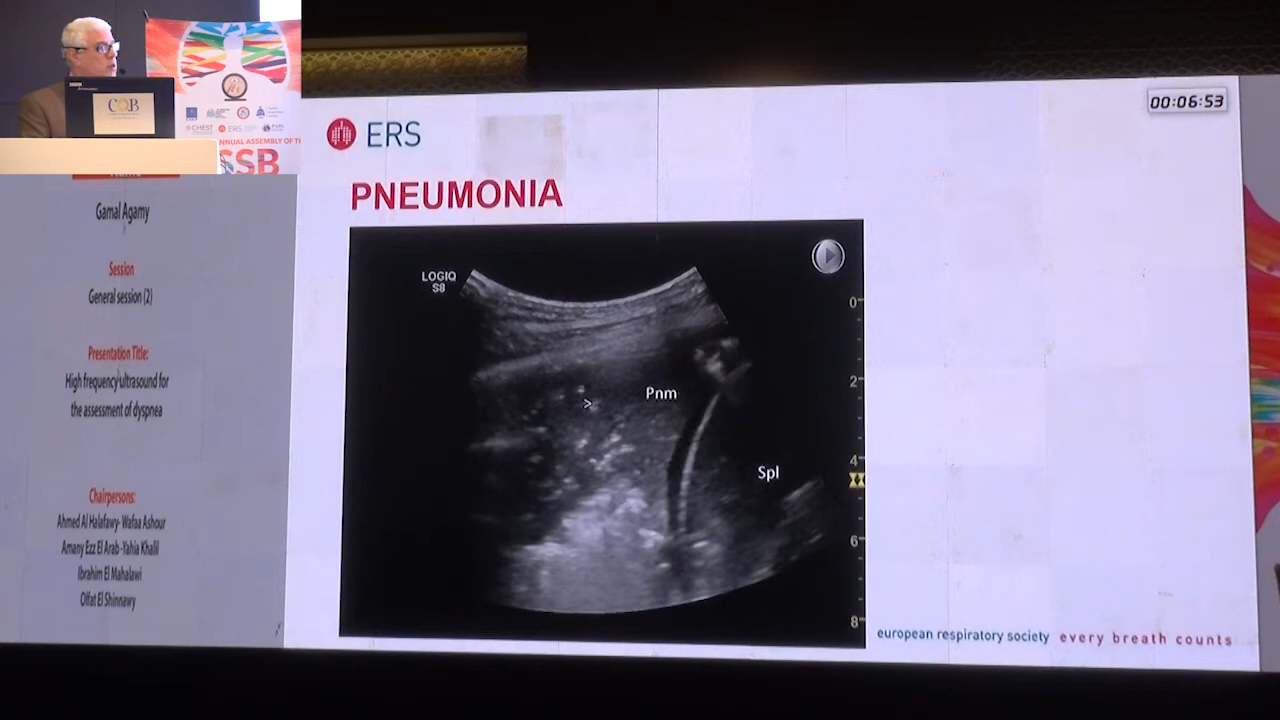 CHEST
ERS
NNUAL ASSEMBLY OF T
SSB
Gamal Agamy
Session
General session (2)
Presentation Title:
High frequency ultrasound for
the assessment of dyspnea
Chairpersons:
Ahmed Al Halafawy- Wafaa Ashour
Amany Ezz El Arab -Yahia Khalil
Ibrahim El Mahalawi
Olfat El Shinnawy
00:06:53
ERS
PNEUMONIA
LOGIQ
S8
0
2
>
Pnm
4
Spl
6
8
european respiratory society every breath counts